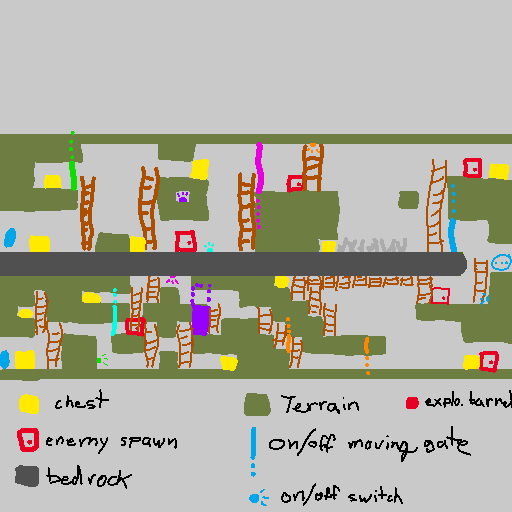 chest
Terrain
explo. barrel
enemy spawn
on/off moving gate
bedrock
on/off switch